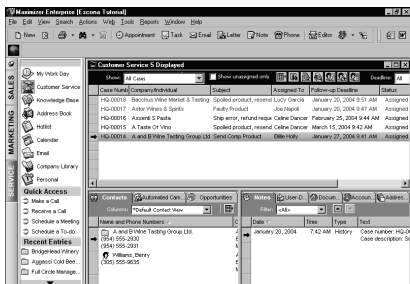 Maximizer Enterprise [Escona Tutorial]
File Edit View Search Actions Web Tools Reports Window Help
New Appointment Task Email Letter Note Phone Editor
SALES
MARKETING
SERVICE
My Work Day
Customer Service
Knowledge Base
Address Book
Hotlist
Calendar
Email
Company Library
Personal
Quick Access
Make a Call
Receive a Call
Schedule a Meeting
Schedule a To-do
Recent Entries
BridgeHead Winery
Agassi Cold Bee...
Full Circle Manage...
Customer Service 5 Displayed
Show: All Cases Show unassigned only Deadline: All
Case Numb Company/Individual Subject Assigned To Follow-up Deadline Status
HQ-00018 Bacchus Wine Market & Tasting Spoiled product, resend Lucy Garcia January 20, 2004 9:51 AM Assigned
HQ-00017 Astor Wines & Spirits Faulty Product Joe Napoli January 20, 2004 9:47 AM Assigned
HQ-00016 Assenti S Pasta Ship error, refund reque Celine Dancer February 25, 2004 9:44 AM Assigned
HQ-00015 A Taste Of Vino Spoiled product, resend Celine Dancer March 15, 2004 9:42 AM Assigned
HQ-00014 A and B Wine Tasting Group Ltd. Send Comp Product Billie Holly January 27, 2004 9:41 AM Assigned
Contacts Automated Cam... Opportunities
Columns: *Default Contact View
Name and Phone Numbers
A and B Wine Tasting Group Ltd.
(954) 555-2930
(954) 555-2931
Williams, Benny
(305) 555-9835
Notes User-D... Docum... Accoun... Addres...
Filter: <All>
Date Time Type Text
January 20, 2004 7:42 AM History Case number: HQ-0
Case description: S